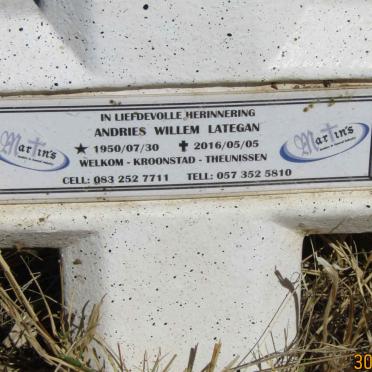 IN LIEFDEVOLLE HERINNERING
ANDRIES WILLEM LATEGAN
★ 1950/07/30 ✝ 2016/05/05
WELKOM - KROONSTAD - THEUNISSEN
CELL: 083 252 7711 TELL: 057 352 5810
Martin's
Martin's
30